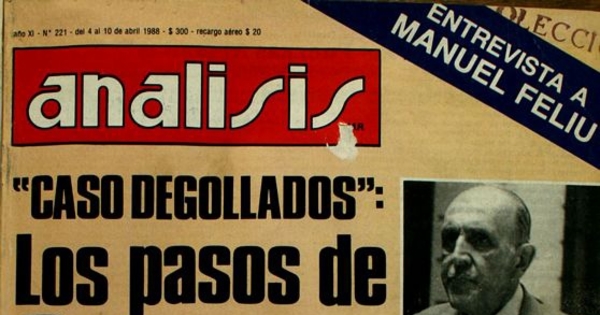 año XI - N° 221 - del 4 al 10 de abril 1988 - $ 300 - recargo aéreo $ 20
analisis
ENTREVISTA A
MANUEL FELIU
"CASO DEGOLLADOS":
Los pasos de